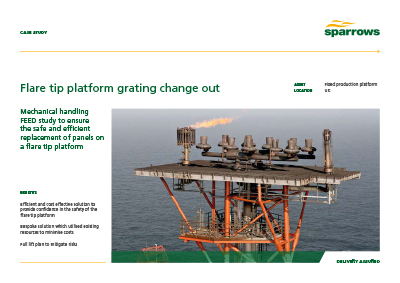 CASE STUDY
sparrows
Flare tip platform grating change out
ASSET Fixed production platform
LOCATION UK
Mechanical handling
FEED study to ensure
the safe and efficient
replacement of panels on
a flare tip platform
BENEFITS
Efficient and cost effective solution to
provide confidence in the safety of the
flare tip platform
Bespoke solution which utilised existing
resources to minimise costs
Full lift plan to mitigate risks
DELIVERY ASSURED